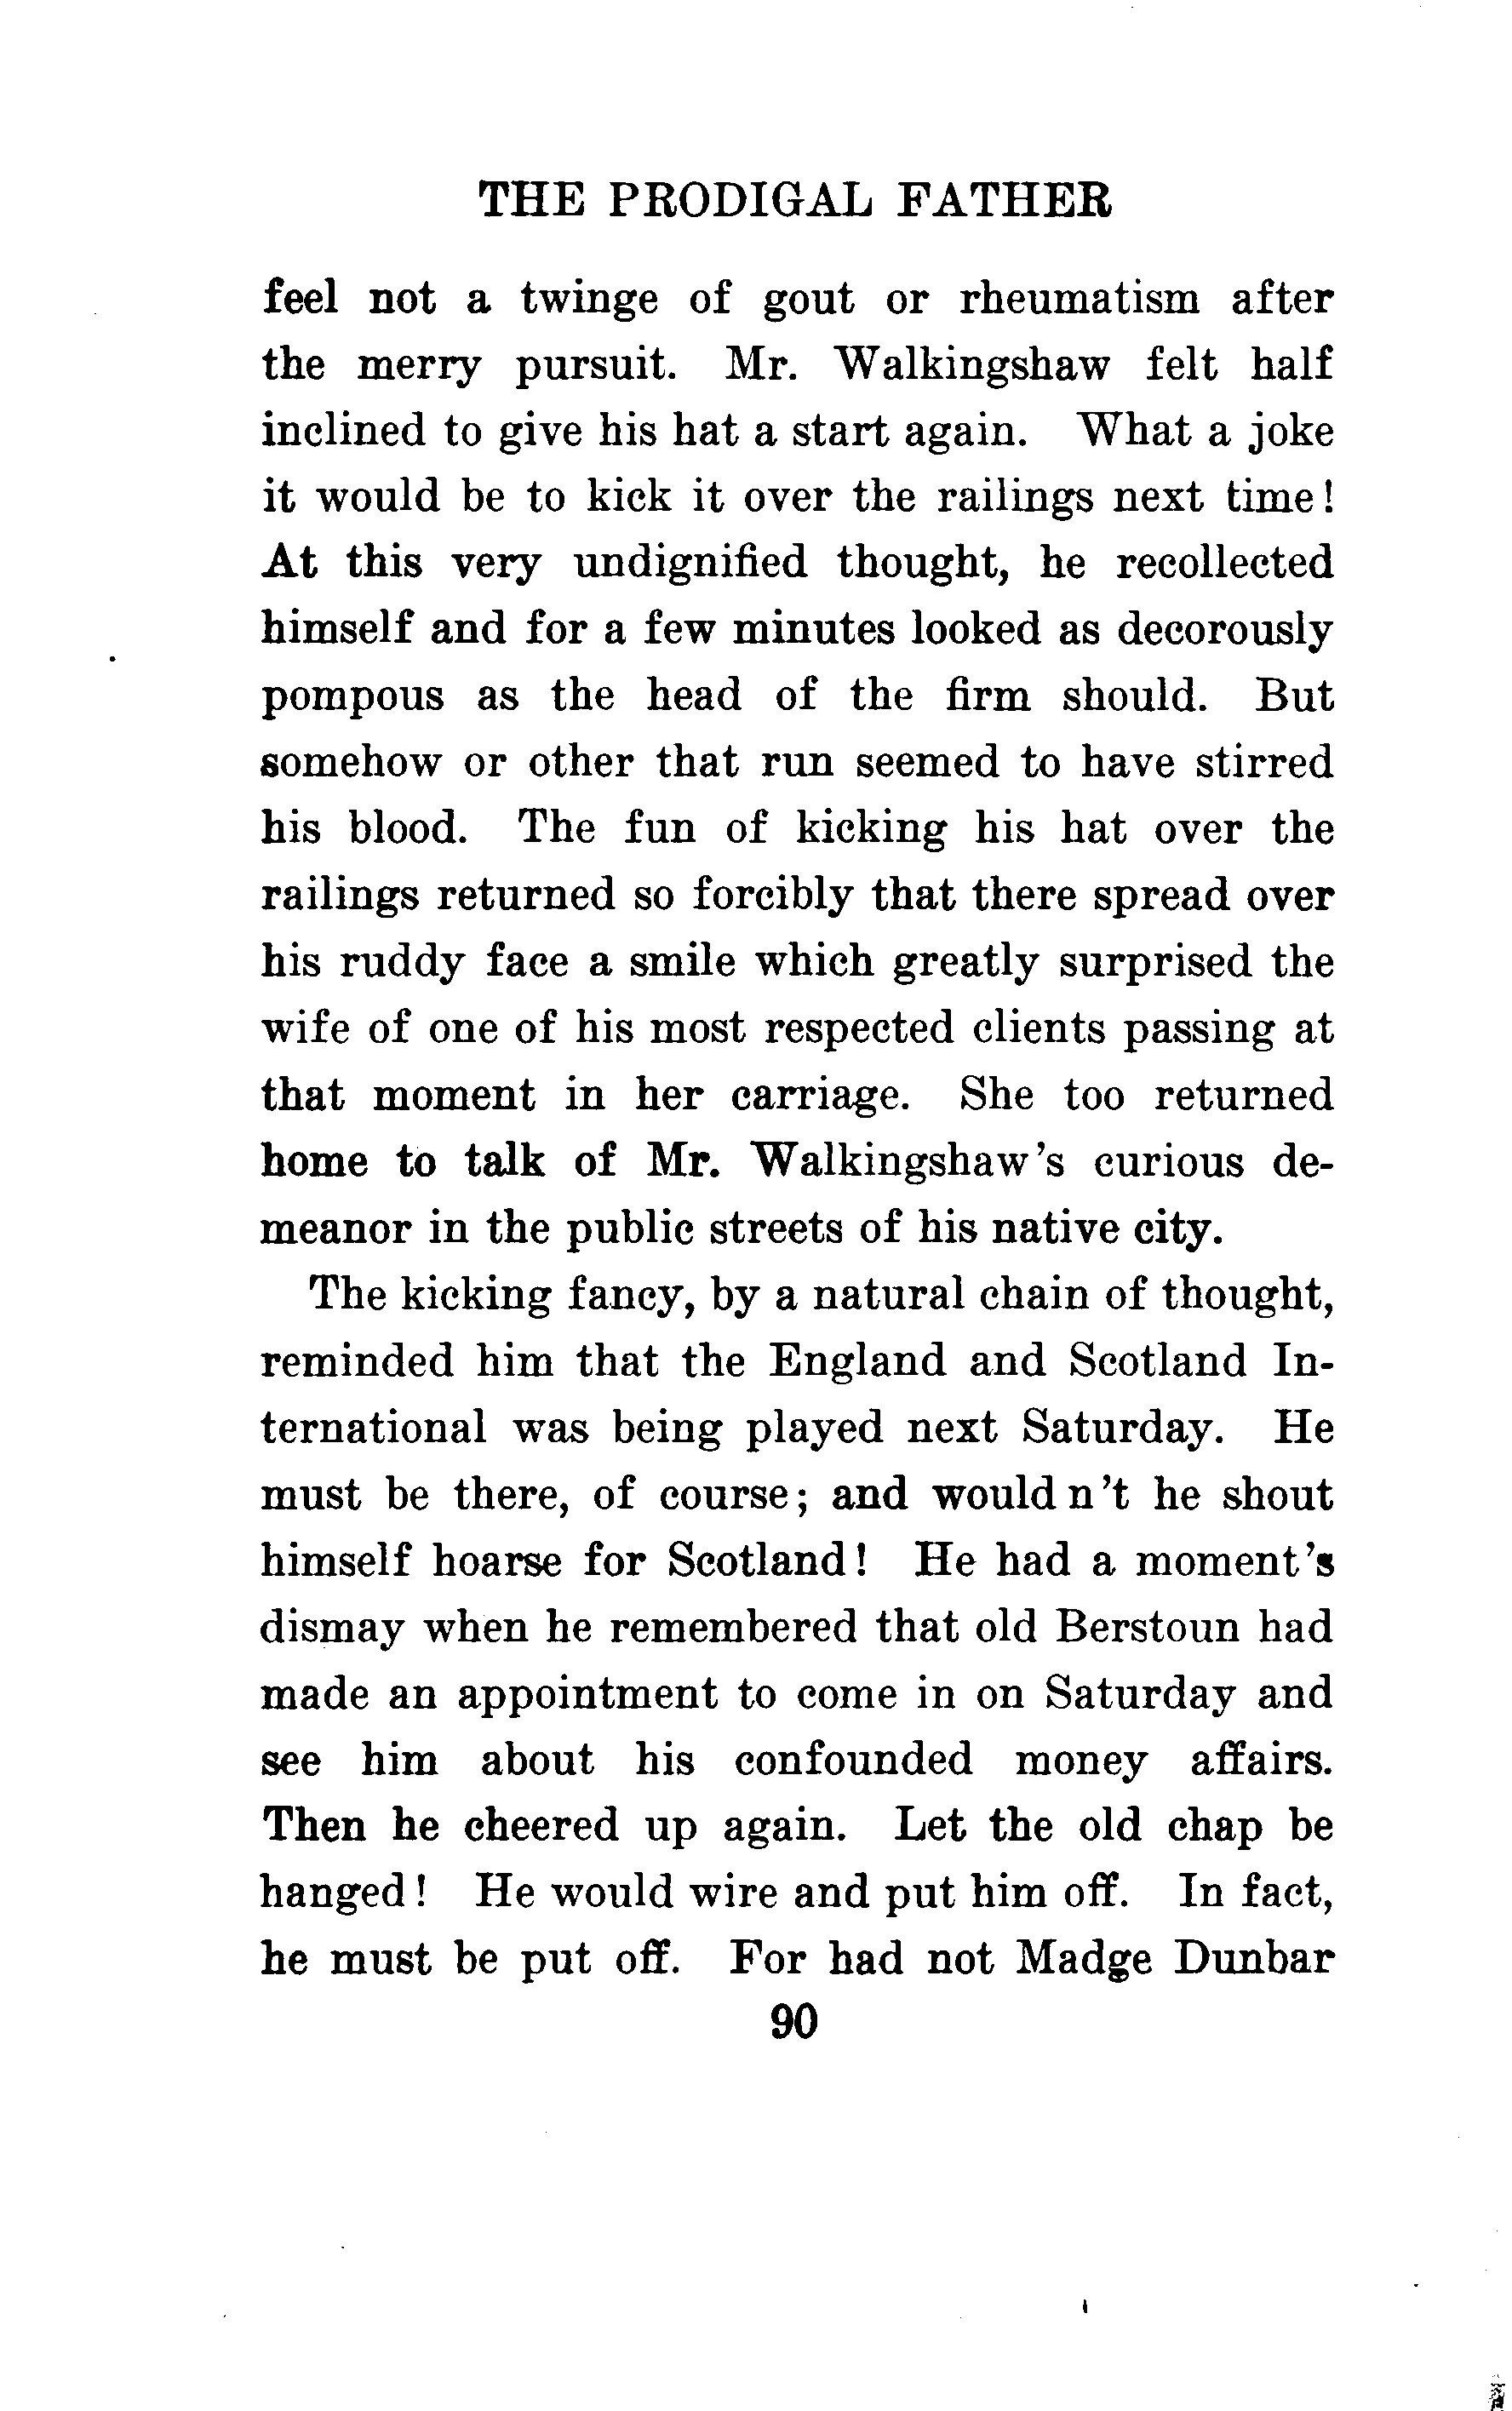 THE PRODIGAL FATHER
feel not a twinge of gout or rheumatism after
the merry pursuit. Mr. Walkingshaw felt half
inclined to give his hat a start again. What a joke
it would be to kick it over the railings next time!
At this very undignified thought, he recollected
himself and for a few minutes looked as decorously
pompous as the head of the firm should. But
somehow or other that run seemed to have stirred
his blood. The fun of kicking his hat over the
railings returned so forcibly that there spread over
his ruddy face a smile which greatly surprised the
wife of one of his most respected clients passing at
that moment in her carriage. She too returned
home to talk of Mr. Walkingshaw's curious de-
meanor in the public streets of his native city.
The kicking fancy, by a natural chain of thought,
reminded him that the England and Scotland In-
ternational was being played next Saturday. He
must be there, of course; and would n't he shout
himself hoarse for Scotland! He had a moment's
dismay when he remembered that old Berstoun had
made an appointment to come in on Saturday and
see him about his confounded money affairs.
Then he cheered up again. Let the old chap be
hanged! He would wire and put him off. In fact,
he must be put off. For had not Madge Dunbar
90